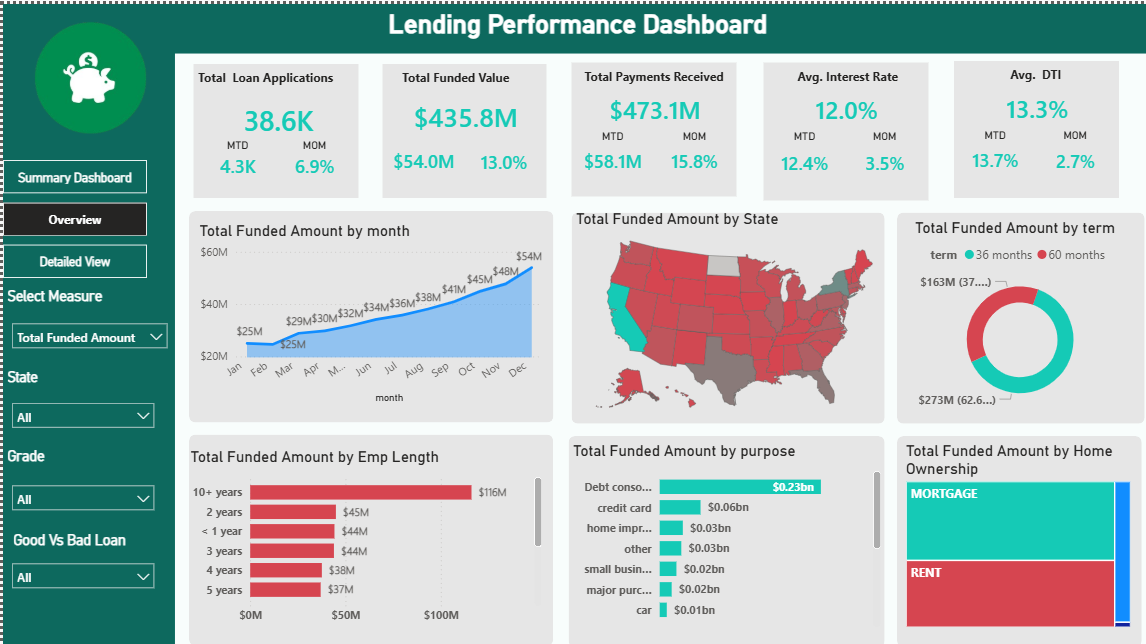 Lending Performance Dashboard
Summary Dashboard
Overview
Detailed View
Select Measure
Total Funded Amount
State
All
Grade
All
Good Vs Bad Loan
All
Total Loan Applications
38.6K
MTD MOM
4.3K 6.9%
Total Funded Value
$435.8M
$54.0M 13.0%
Total Payments Received
$473.1M
MTD MOM
$58.1M 15.8%
Avg. Interest Rate
12.0%
MTD MOM
12.4% 3.5%
Avg. DTI
13.3%
MTD MOM
13.7% 2.7%
Total Funded Amount by month
$60M
$40M
$20M
$25M
$25M
$29M
$30M
$32M
$34M
$36M
$38M
$41M
$45M
$48M
$54M
Jan Feb Mar Apr M... Jun Jul Aug Sep Oct Nov Dec
month
Total Funded Amount by State
Total Funded Amount by term
term 36 months 60 months
$163M (37....)
$273M (62.6...)
Total Funded Amount by Emp Length
10+ years $116M
2 years $45M
< 1 year $44M
3 years $44M
4 years $38M
5 years $37M
$0M $50M $100M
Total Funded Amount by purpose
Debt conso... $0.23bn
credit card $0.06bn
home impr... $0.03bn
other $0.03bn
small busin... $0.02bn
major purc... $0.02bn
car $0.01bn
Total Funded Amount by Home
Ownership
MORTGAGE
RENT